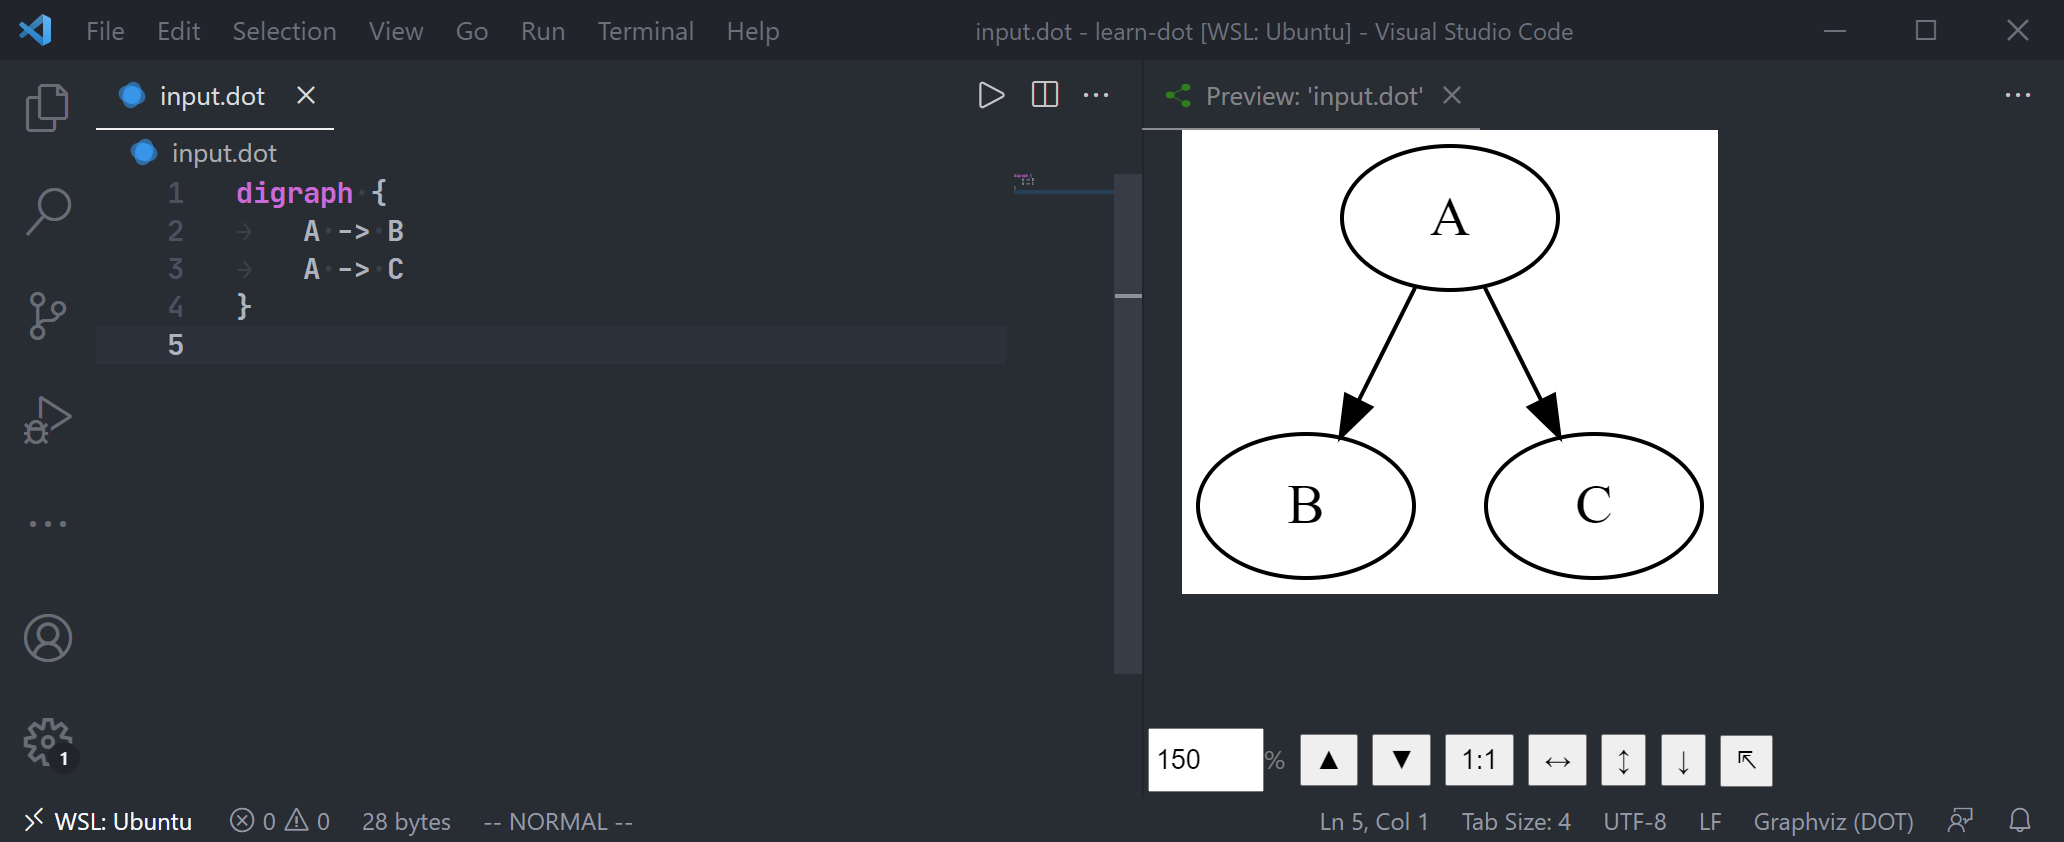 File Edit Selection View Go Run Terminal Help input.dot - learn-dot [WSL: Ubuntu] - Visual Studio Code
input.dot
Preview: 'input.dot'
input.dot
1 digraph {
2 A -> B
3 A -> C
4 }
5
A
B C
150 % ▲ ▼ 1:1 ↔ ↕ ↓ ↖
1
WSL: Ubuntu 0 0 28 bytes -- NORMAL -- Ln 5, Col 1 Tab Size: 4 UTF-8 LF Graphviz (DOT)